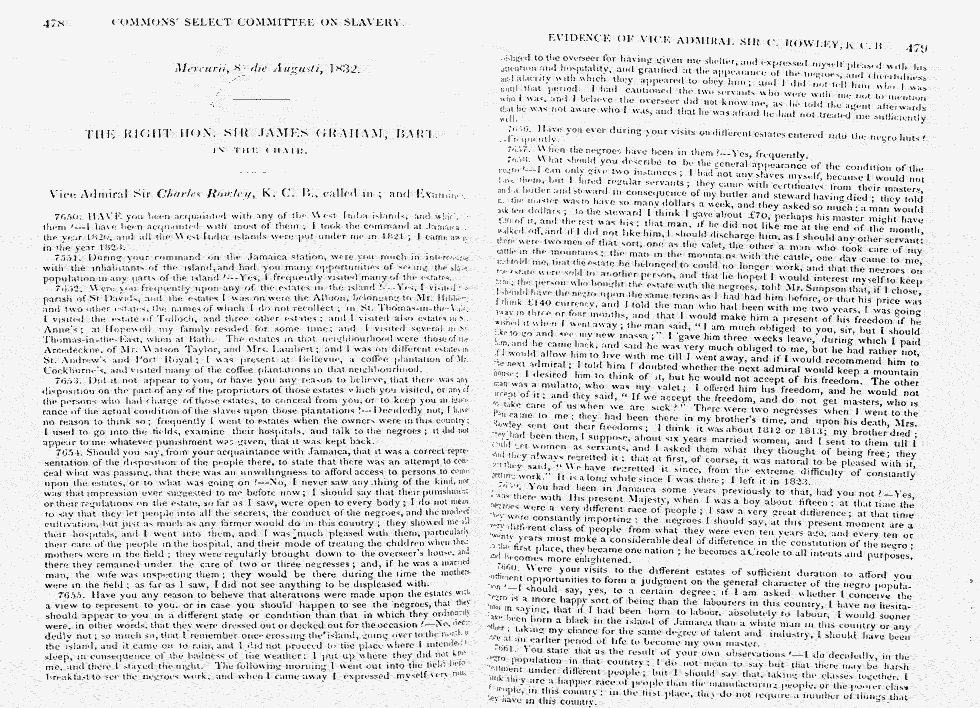 478 COMMONS' SELECT COMMITTEE ON SLAVERY.
Mercurii, 8° die Augusti, 1832.
THE RIGHT HON. SIR JAMES GRAHAM, BART.
IN THE CHAIR.
Vice Admiral Sir Charles Rowley, K. C. B., called in; and Examin
7650. HAVE you been acquainted with any of the West India islands, and
them?—I have been acquainted with most of them; I took the command at Jamaica
the year 1820, and all the West India islands were put under me in 1821; I came
in the year 1823.
7651. During your command on the Jamaica station, were you much in
with the inhabitants of the island, and had you many opportunities of seeing the
population in any parts of the island?—Yes, I frequently visited many of the estates.
7652. Were you frequently upon any of the estates in the island?—Yes, I visited
parish of St Davids, and the estates I was on were the Albion, belonging to Mr.
and two other estates, the names of which I do not recollect; in St. Thomas-in-the-Vale,
I visited the estate of Tulloch, and three other estates; and I visited also estates in
Anne's; at Hopewell my family resided for some time; and I visited several in
Thomas-in-the-East, when at Bath. The estates in that neighbourhood were those of
Arcedeckne, of Mr. Watson Taylor, and Mrs. Lambert; and I was on different estates in
St. Andrew's and Port Royal; I was present at Bellevue, a coffee plantation of Mr.
Cockburne's, and visited many of the coffee plantations in that neighbourhood.
7653. Did it not appear to you, or have you any reason to believe, that there was any
disposition on the part of any of the proprietors of those estates which you visited, or any of
the persons who had charge of those estates, to conceal from you, or to keep you in
rance of the actual condition of the slaves upon those plantations?—Decidedly not, I have
no reason to think so; frequently I went to estates when the owners were in this country;
I used to go into the fields, examine their hospitals, and talk to the negroes; it did not
appear to me whatever punishment was given, that it was kept back.
7654. Should you say, from your acquaintance with Jamaica, that it was a correct repre-
sentation of the disposition of the people there, to state that there was an attempt to con-
ceal what was passing, that there was an unwillingness to afford access to persons to come
upon the estates, or to what was going on?—No, I never saw any thing of the kind, nor
was that impression ever suggested to me before now; I should say that their punishment
or their regulations on the estate, so far as I saw, were open to every body; I do not mean
to say that they let people into all the secrets, the conduct of the negroes, and the mode of
cultivation, but just as much as any farmer would do in this country; they showed me all
their hospitals, and I went into them, and I was much pleased with them, particularly
their care of the people in the hospital, and their mode of treating the children when the
mothers were in the field; they were regularly brought down to the overseer's house, and
there they remained under the care of two or three negresses; and, if he was a married
man, the wife was inspecting them; they would be there during the time the mothers
were in the field; as far as I saw, I did not see anything to be displeased with.
7655. Have you any reason to believe that alterations were made upon the estates with
a view to represent to you, or in case you should happen to see the negroes, that they
should appear to you in a different state or condition than that in which they ordinarily
were, in other words, that they were dressed out or decked out for the occasion?—No, deci-
dedly not; so much so, that I remember once crossing the island, going over to the north of
the island, and it came on to rain, and I did not proceed to the place where I intended
sleep, in consequence of the badness of the weather; I put up where they did not know
me, and there I stayed the night. The following morning I went out into the field before
breakfast to see the negroes work, and when I came away I expressed myself very much
EVIDENCE OF VICE ADMIRAL SIR C. ROWLEY, K.C.B. 479
obliged to the overseer for having given me shelter, and expressed myself pleased with his
attention and hospitality, and gratified at the appearance of the negroes, and cheerfulness
and alacrity with which they appeared to obey him; and I did not tell him who I was
until that period. I had cautioned the two servants who were with me not to mention
who I was, and I believe the overseer did not know me, as he told the agent afterwards
that he was not aware who I was, and that he was afraid he had not treated me sufficiently
well.
7656. Have you ever during your visits on different estates entered into the negro huts?
—Frequently.
7657. When the negroes have been in them?—Yes, frequently.
7658. What should you describe to be the general appearance of the condition of the
negro?—I can only give two instances; I had not any slaves myself, because I would not
them, but I hired regular servants; they came with certificates from their masters,
and a butler and steward in consequence of my butler and steward having died; they told
the master was to have so many dollars a week, and they asked so much; a man would
ask ten dollars; to the steward I think I gave about £70, perhaps his master might have
of it, and the rest was his; that man, if he did not like me at the end of the month,
walked off, and if I did not like him, I should discharge him, as I should any other servant;
there were two men of that sort, one as the valet, the other a man who took care of my
cattle in the mountains; the man in the mountains with the cattle, one day came to me,
and told me, that the estate he belonged to could no longer work, and that the negroes on
the estate were sold to another person, and that he hoped I would interest myself to keep
him; the person who bought the estate with the negroes, told Mr. Simpson that, if I chose,
I should have the negro upon the same terms as I had had him before, or that his price was
I think £140 currency, and I told the man who had been with me two years, I was going
away in three or four months, and that I would make him a present of his freedom if he
wished it when I went away; the man said, "I am much obliged to you, sir, but I should
like to go and see my new massa;" I gave him three weeks leave, during which I paid
him, and he came back, and said he was very much obliged to me, but he had rather not,
if I would allow him to live with me till I went away, and if I would recommend him to
the next admiral; I told him I doubted whether the next admiral would keep a mountain
house; I desired him to think of it, but he would not accept of his freedom. The other
man was a mulatto, who was my valet; I offered him his freedom, and he would not
accept of it; and they said, "If we accept the freedom, and do not get masters, who is
to take care of us when we are sick?" There were two negresses when I went to the
Pen came to me; they had been there in my brother's time, and upon his death, Mrs.
Rowley sent out their freedoms; I think it was about 1812 or 1813; my brother died;
they had been then, I suppose, about six years married women, and I sent to them till I
could get women as servants, and I asked them what they thought of being free; they
said they always regretted it; that at first, of course, it was natural to be pleased with it,
but they said, "We have regretted it since, from the extreme difficulty of constantly
getting work." It is a long while since I was there; I left it in 1823.
7659. You had been in Jamaica some years previously to that, had you not?—Yes,
I was there with His present Majesty, when I was a boy about fifteen; at that time the
negroes were a very different race of people; I saw a very great difference; at that time
they were constantly importing; the negroes I should say, at this present moment are a
very different class of people from what they were even ten years ago, and every ten or
twenty years must make a considerable deal of difference in the constitution of the negro;
in the first place, they became one nation; he becomes a Creole to all intents and purposes,
and becomes more enlightened.
7660. Were your visits to the different estates of sufficient duration to afford you
sufficient opportunities to form a judgment on the general character of the negro popula-
tion?—I should say, yes, to a certain degree; if I am asked whether I conceive the
negro is a more happy sort of being than the labourers in this country, I have no hesita-
tion in saying, that if I had been born to labour, absolutely to labour, I would sooner
have been born a black in the island of Jamaica than a white man in this country or any
other; taking my chance for the same degree of talent and industry, I should have been
at an earlier period of life to become my own master.
7661. You state that as the result of your own observations?—I do decidedly, in the
negro population in that country; I do not mean to say but that there may be harsh
treatment under different people; but I should say that, taking the classes together, I
think they are a happier race of people than the manufacturing people, or the poorer class
of people, in this country; in the first place, they do not require a number of things that
they have in this country.